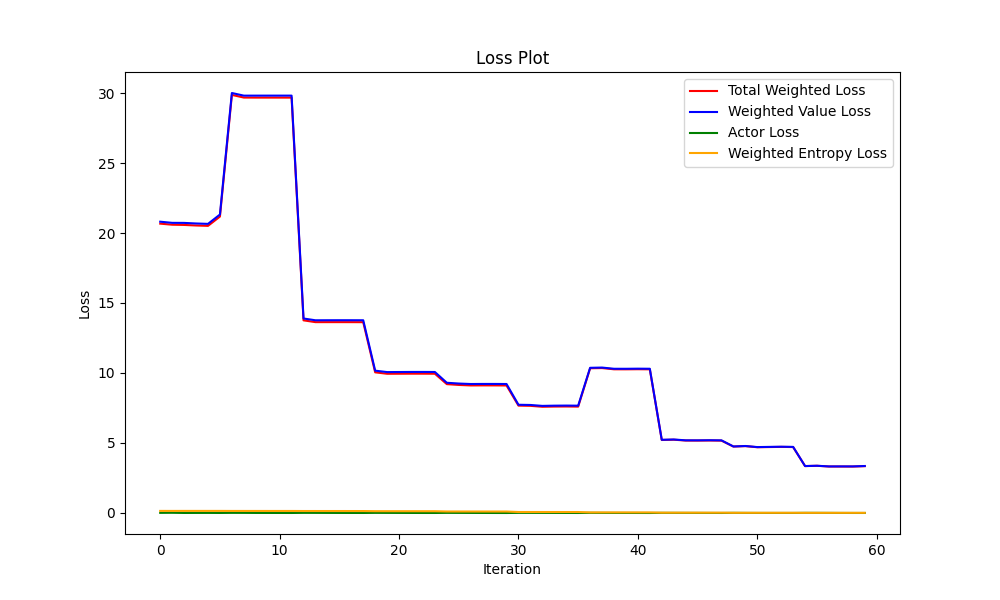 Loss Plot
Total Weighted Loss
Weighted Value Loss
Actor Loss
Weighted Entropy Loss
30
25
20
15
10
5
0
Loss
0 10 20 30 40 50 60
Iteration